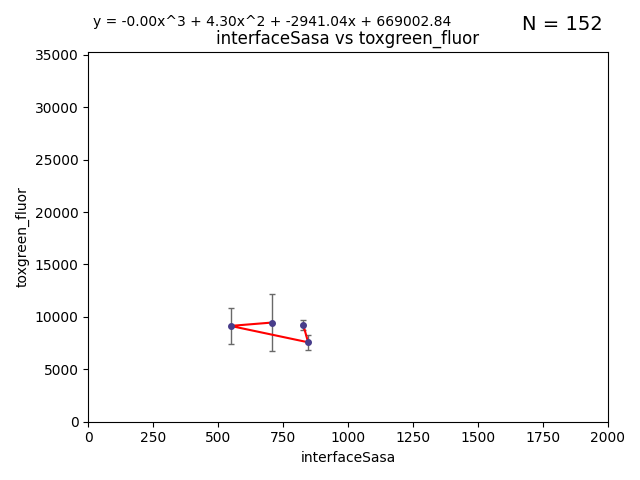 y = -0.00x^3 + 4.30x^2 + -2941.04x + 669002.84
N = 152
interfaceSasa vs toxgreen_fluor
35000
30000
25000
20000
15000
10000
5000
0
toxgreen_fluor
0 250 500 750 1000 1250 1500 1750 2000
interfaceSasa